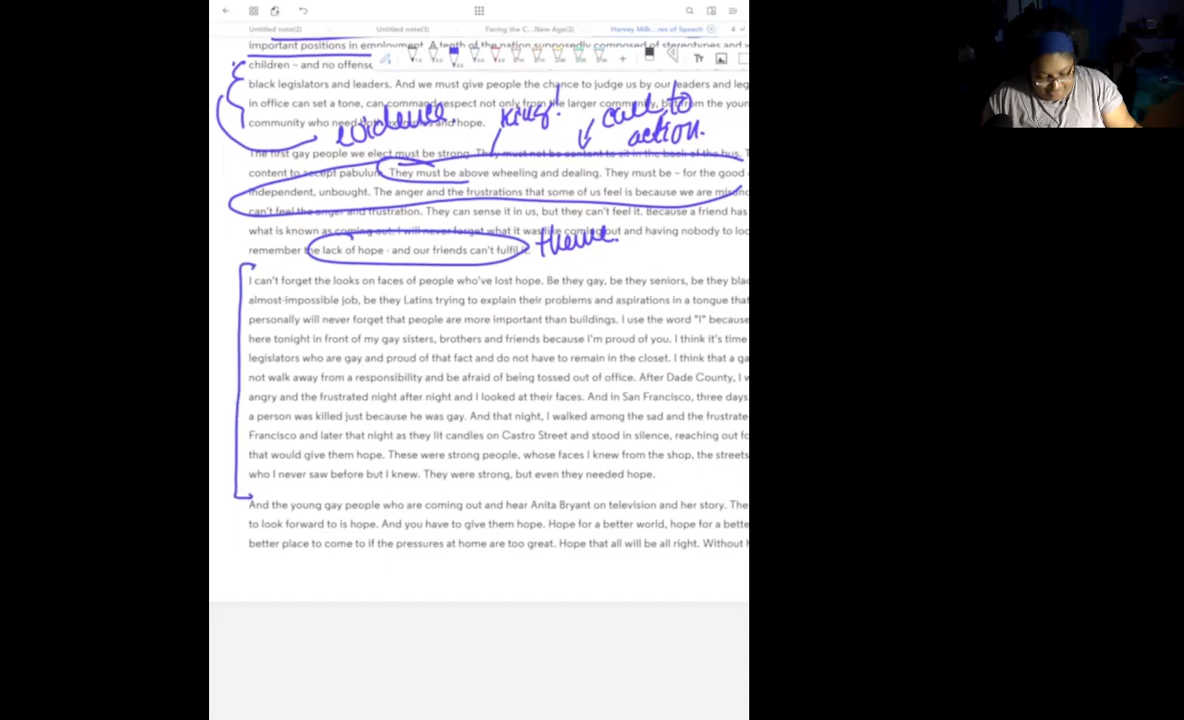 Untitled note(2) Untitled note(3) Facing the C...New Age(2) Harvey Milk...res of Speech 4
important positions in employment. A tenth of the nation supposedly composed of stereotypes and
children – and no offense
black legislators and leaders. And we must give people the chance to judge us by our leaders and leg
in office can set a tone, can command respect not only from the larger community, but from the your
community who need both examples and hope.
evidence. King! call to
action.
The first gay people we elect must be strong. They must not be content to sit in the back of the bus. T
content to accept pabulum. They must be above wheeling and dealing. They must be – for the good
independent, unbought. The anger and the frustrations that some of us feel is because we are misund
can't feel the anger and frustration. They can sense it in us, but they can't feel it. Because a friend has
what is known as coming out. I will never forget what it was like coming out and having nobody to loo
remember the lack of hope - and our friends can't fulfill it. theme.
I can't forget the looks on faces of people who've lost hope. Be they gay, be they seniors, be they bla
almost-impossible job, be they Latins trying to explain their problems and aspirations in a tongue that
personally will never forget that people are more important than buildings. I use the word "I" because
here tonight in front of my gay sisters, brothers and friends because I'm proud of you. I think it's time
legislators who are gay and proud of that fact and do not have to remain in the closet. I think that a ga
not walk away from a responsibility and be afraid of being tossed out of office. After Dade County, I w
angry and the frustrated night after night and I looked at their faces. And in San Francisco, three days
a person was killed just because he was gay. And that night, I walked among the sad and the frustrate
Francisco and later that night as they lit candles on Castro Street and stood in silence, reaching out fo
that would give them hope. These were strong people, whose faces I knew from the shop, the streets
who I never saw before but I knew. They were strong, but even they needed hope.
And the young gay people who are coming out and hear Anita Bryant on television and her story. The
to look forward to is hope. And you have to give them hope. Hope for a better world, hope for a bette
better place to come to if the pressures at home are too great. Hope that all will be all right. Without h